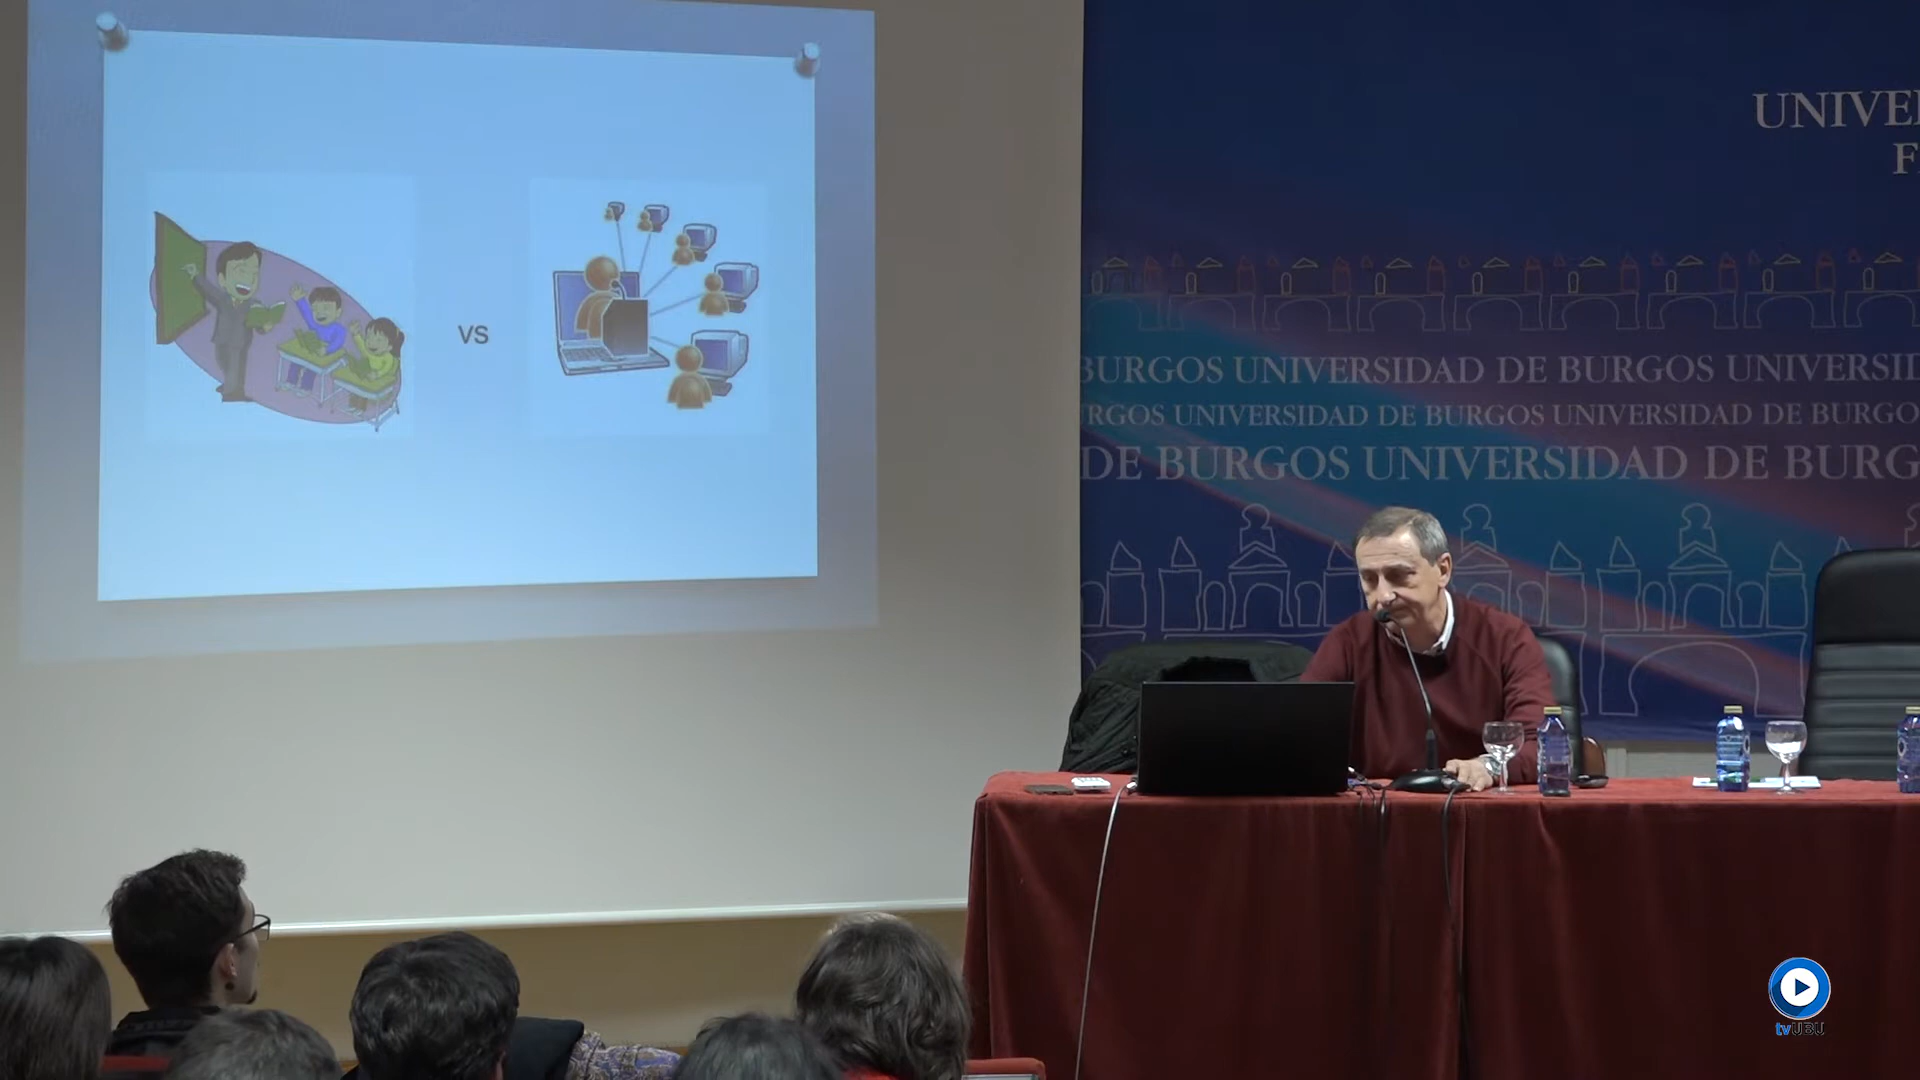 vs
UNIVE
F
BURGOS UNIVERSIDAD DE BURGOS UNIVERSID
RGOS UNIVERSIDAD DE BURGOS UNIVERSIDAD DE BURGO
DE BURGOS UNIVERSIDAD DE BURG
tvUBU